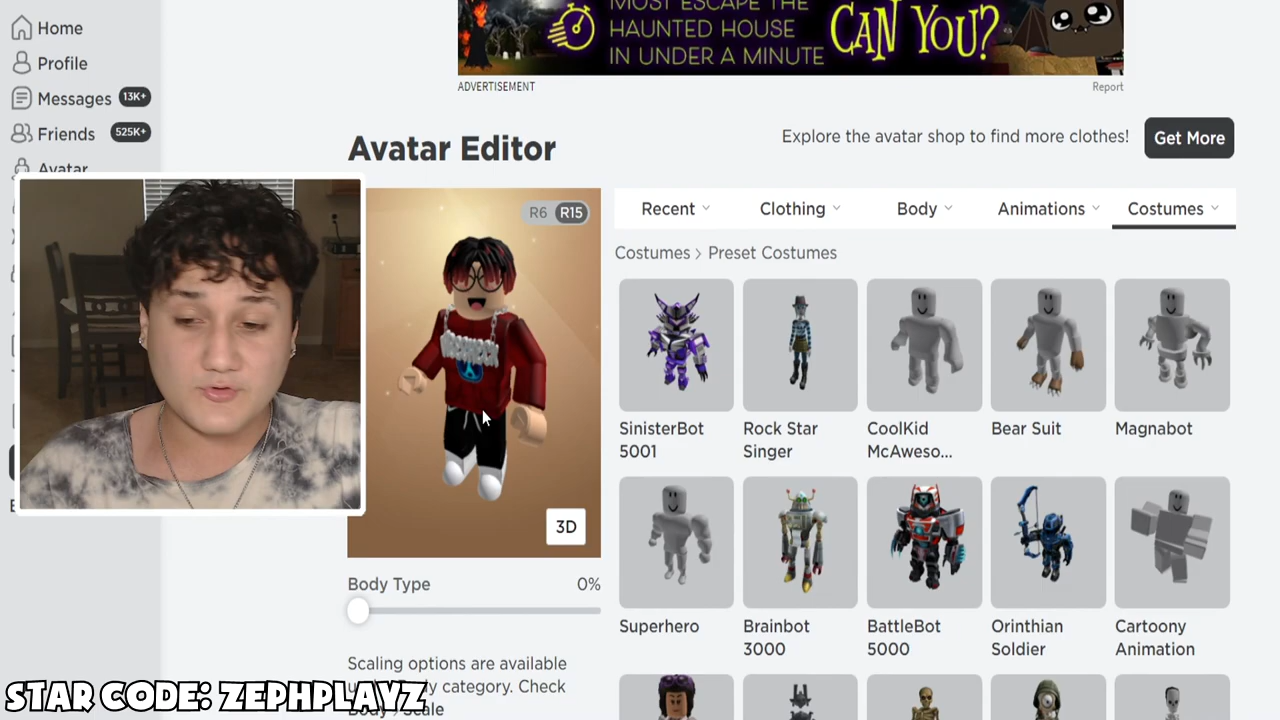 MOST ESCAPE THE
HAUNTED HOUSE
IN UNDER A MINUTE
CAN YOU?
ADVERTISEMENT
Report
Home
Profile
Messages 13K+
Friends 525K+
Avatar
Avatar Editor
Explore the avatar shop to find more clothes!
Get More
R6 R15
3D
Body Type 0%
Scaling options are available
category. Check
Scale
Recent
Clothing
Body
Animations
Costumes
Costumes > Preset Costumes
SinisterBot
5001
Rock Star
Singer
CoolKid
McAweso...
Bear Suit
Magnabot
Superhero
Brainbot
3000
BattleBot
5000
Orinthian
Soldier
Cartoony
Animation
STAR CODE: ZEPHPLAYZ